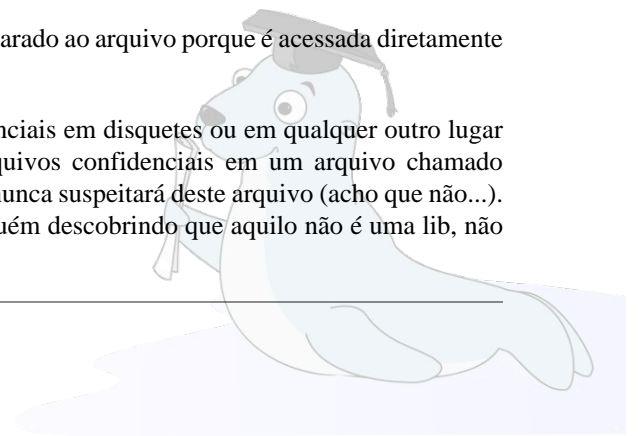 arado ao arquivo porque é acessada diretamente
nciais em disquetes ou em qualquer outro lugar
quivos confidenciais em um arquivo chamado
nunca suspeitará deste arquivo (acho que não...).
uém descobrindo que aquilo não é uma lib, não